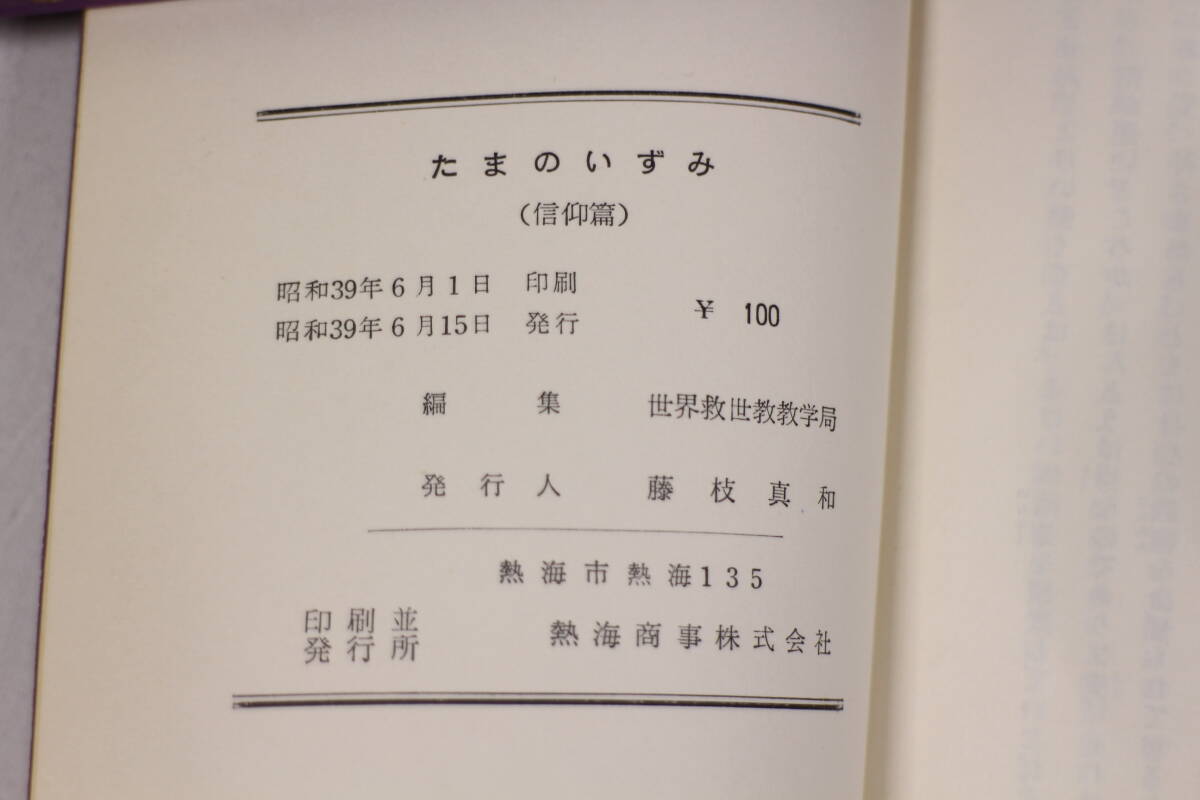 たまのいずみ
（信仰篇）
昭和39年6月1日 印刷
昭和39年6月15日 発行
¥ 100
編集 世界救世教教学局
発行人 藤枝真和
熱海市熱海135
印刷並
発行所
熱海商事株式会社